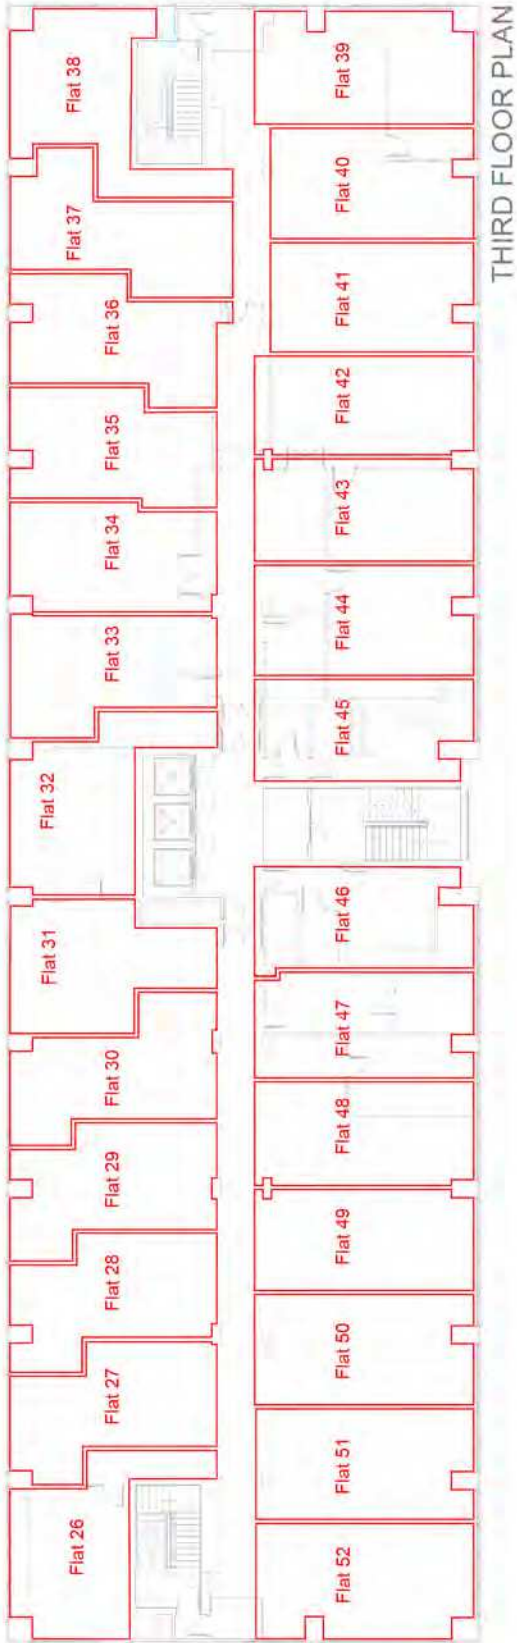 Flat 38
Flat 37
Flat 36
Flat 35
Flat 34
Flat 33
Flat 32
Flat 31
Flat 30
Flat 29
Flat 28
Flat 27
Flat 26
Flat 39
Flat 40
Flat 41
Flat 42
Flat 43
Flat 44
Flat 45
Flat 46
Flat 47
Flat 48
Flat 49
Flat 50
Flat 51
Flat 52
THIRD FLOOR PLAN